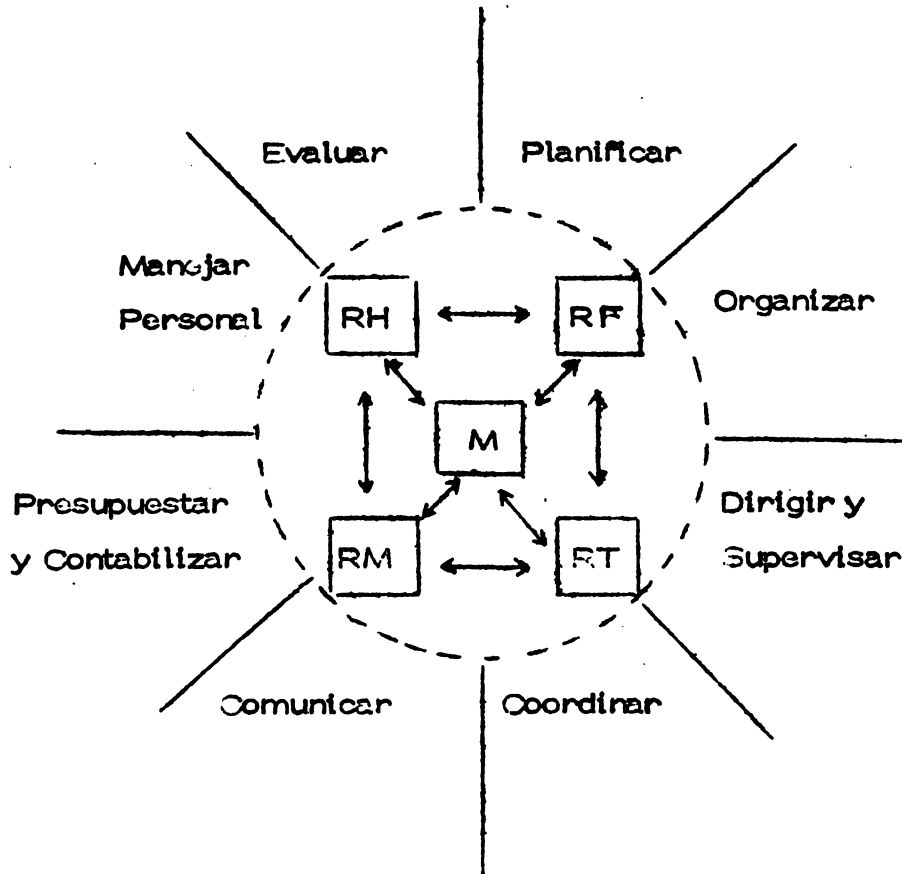 Evaluar
Planificar
Manejar
Personal
Organizar
RH
RF
M
Presupuestar
y Contabilizar
Dirigir y
Supervisar
RM
RT
Comunicar
Coordinar